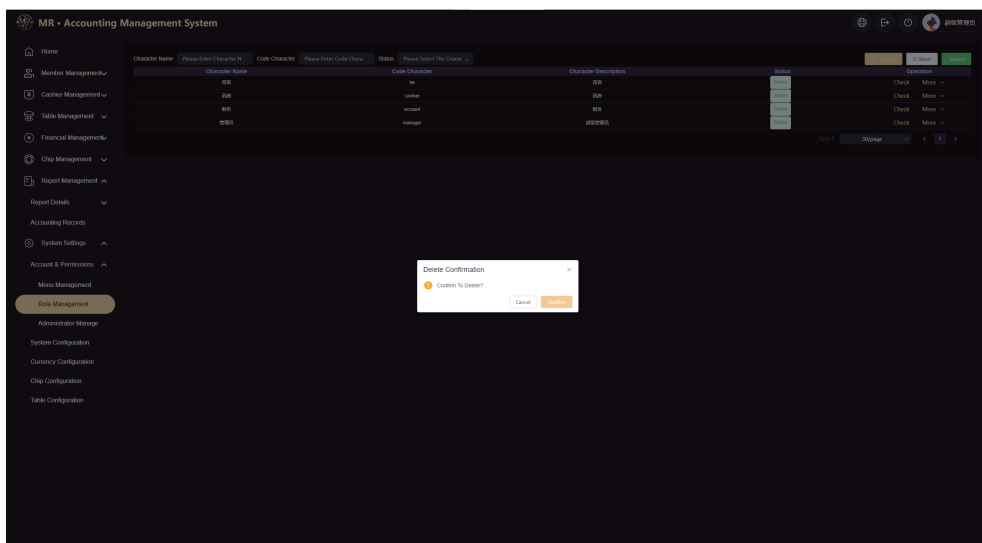 MR • Accounting Management System
超级管理员
Home
Member Management
Cashier Management
Table Management
Financial Management
Chip Management
Report Management
Report Details
Accounting Records
System Settings
Account & Permissions
Menu Management
Role Management
Administrator Manage
System Configuration
Currency Configuration
Chip Configuration
Table Configuration
Character Name Please Enter Character N Code Character Please Enter Code Chara Status Please Select The Charac Reset Added
Character Name Code Character Character Description Status Operation
荷官 荷官 Check More
码房 cashier 码房 Check More
财务 account 财务 Check More
管理员 manager 超级管理员 Check More
Total 4 30/page 1
Delete Confirmation
Confirm To Delete?
Cancel Confirm